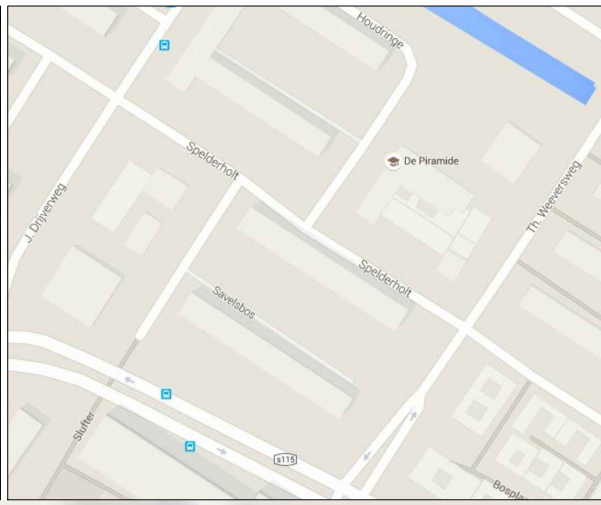 Houdringe
Spelderholt
De Piramide
J. Drijverweg
Th. Weeversweg
Spelderholt
Savelsbos
Slufter
s115
Bospla